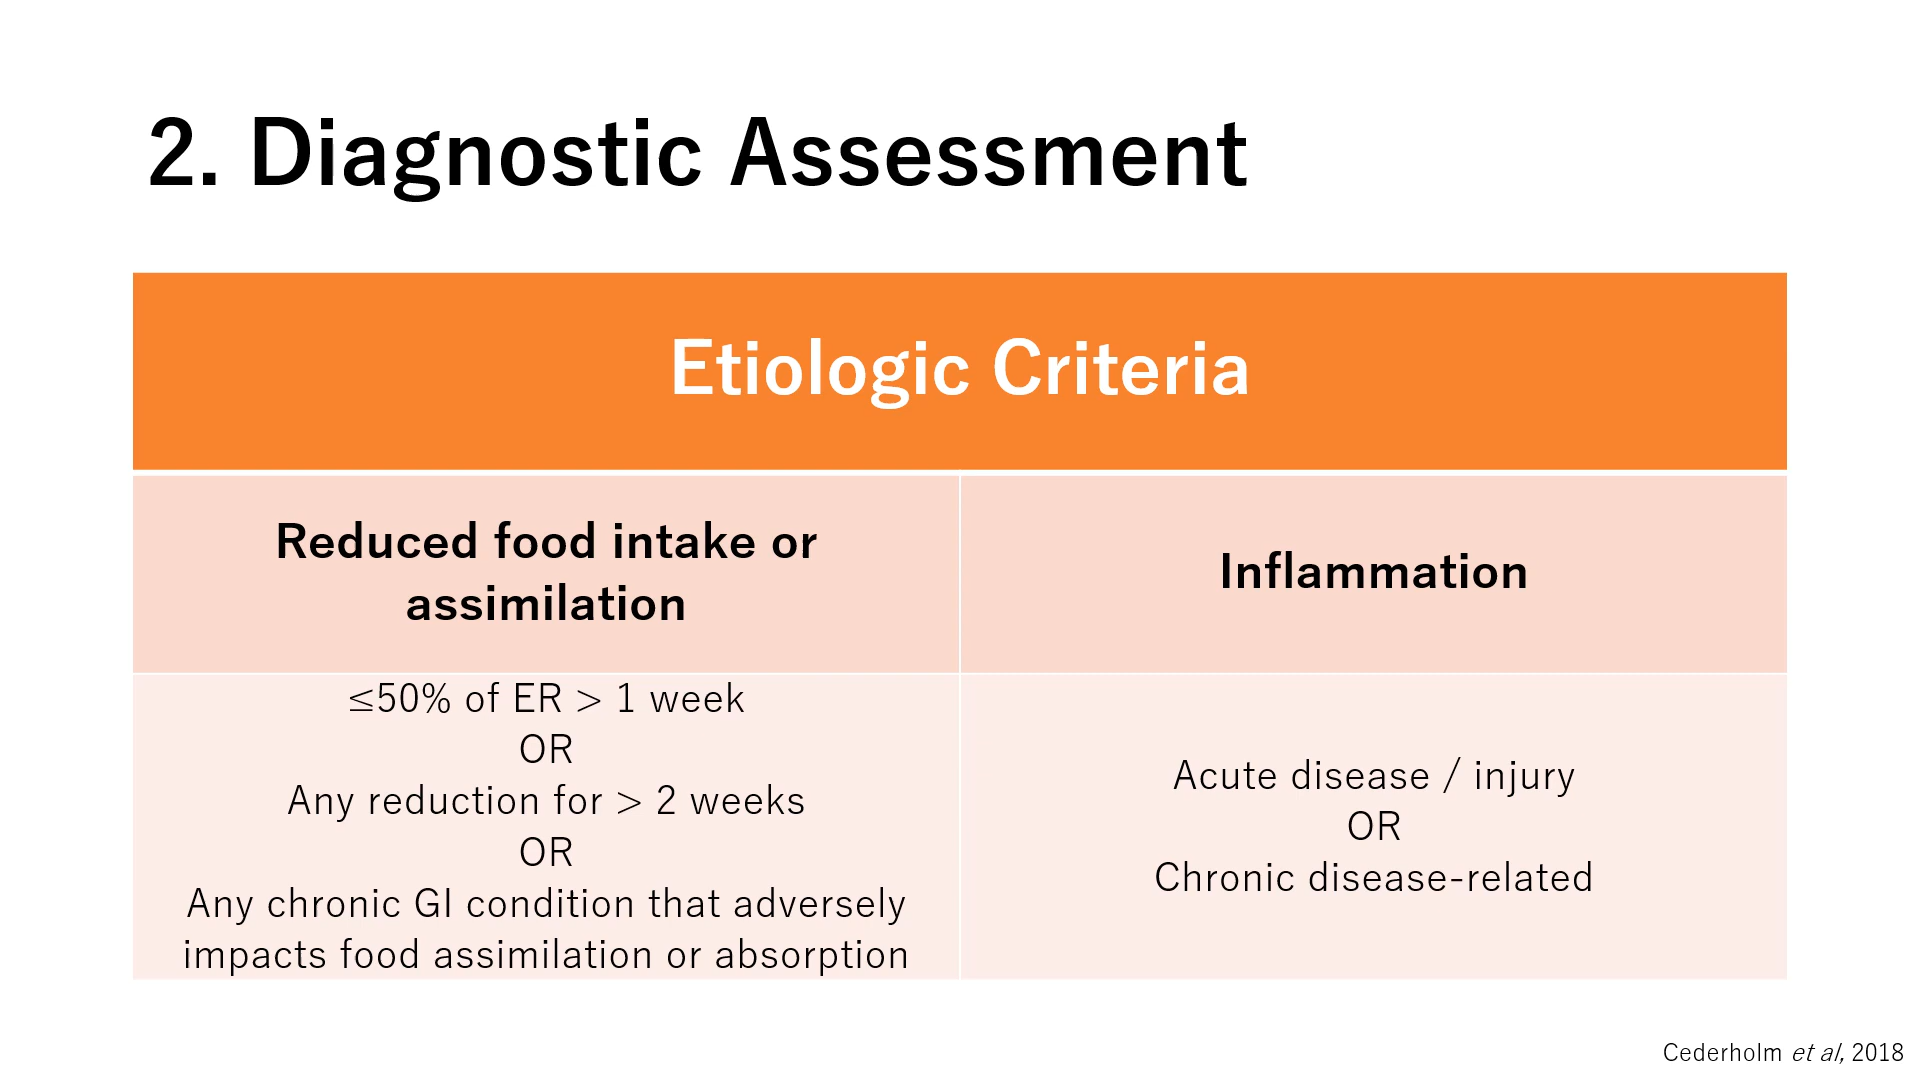 2. Diagnostic Assessment
Etiologic Criteria
Reduced food intake or
assimilation
Inflammation
≤50% of ER > 1 week
OR
Any reduction for > 2 weeks
OR
Any chronic GI condition that adversely
impacts food assimilation or absorption
Acute disease / injury
OR
Chronic disease-related
Cederholm et al, 2018